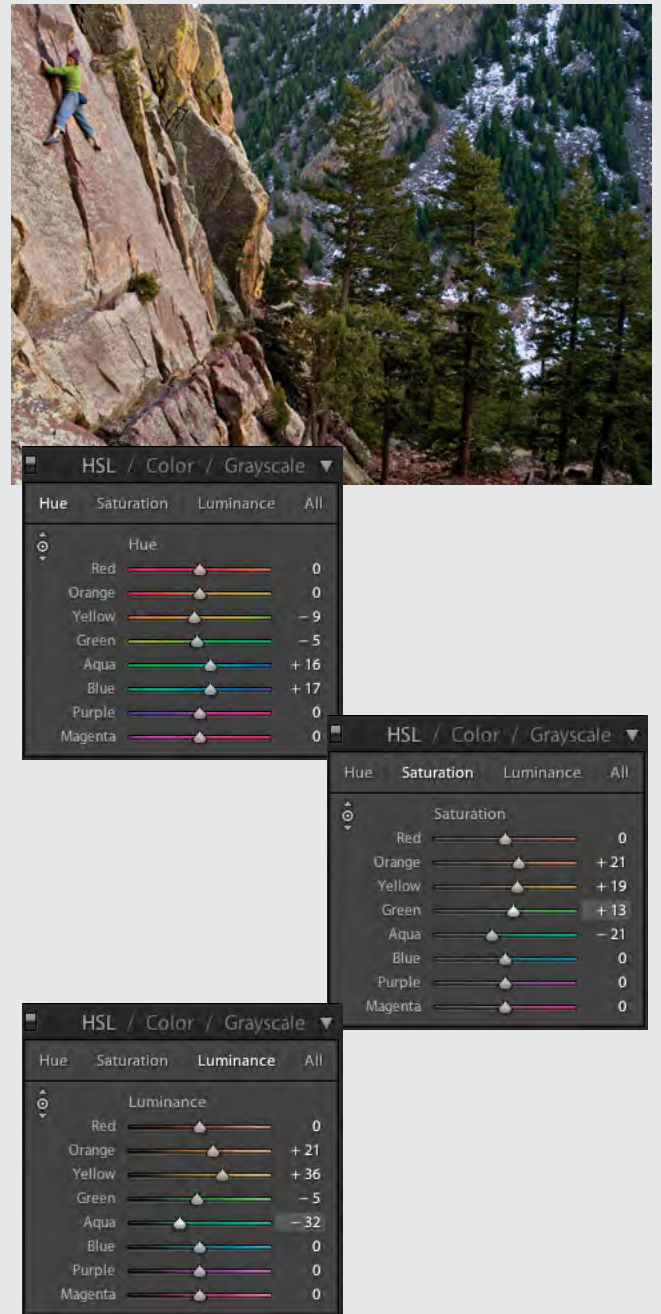 HSL / Color / Grayscale
Hue Saturation Luminance All
Hue
Red 0
Orange 0
Yellow − 9
Green − 5
Aqua + 16
Blue + 17
Purple 0
Magenta 0
HSL / Color / Grayscale
Hue Saturation Luminance All
Saturation
Red 0
Orange + 21
Yellow + 19
Green + 13
Aqua − 21
Blue 0
Purple 0
Magenta 0
HSL / Color / Grayscale
Hue Saturation Luminance All
Luminance
Red 0
Orange + 21
Yellow + 36
Green − 5
Aqua − 32
Blue 0
Purple 0
Magenta 0